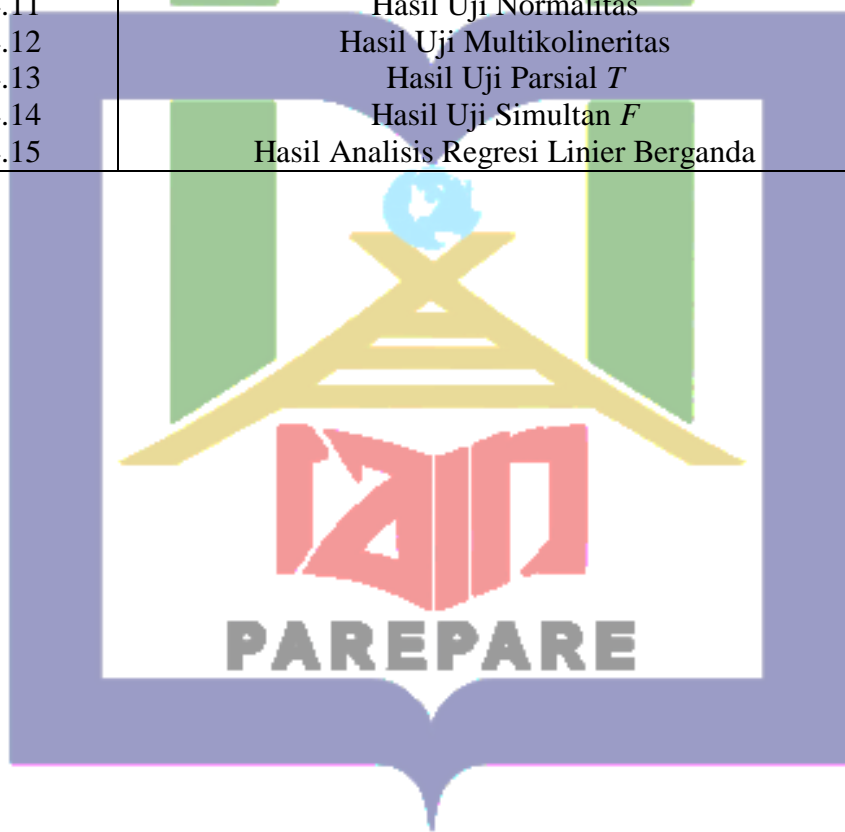 .11 Hasil Uji Normalitas
.12 Hasil Uji Multikolineritas
.13 Hasil Uji Parsial T
.14 Hasil Uji Simultan F
.15 Hasil Analisis Regresi Linier Berganda
iain
PAREPARE